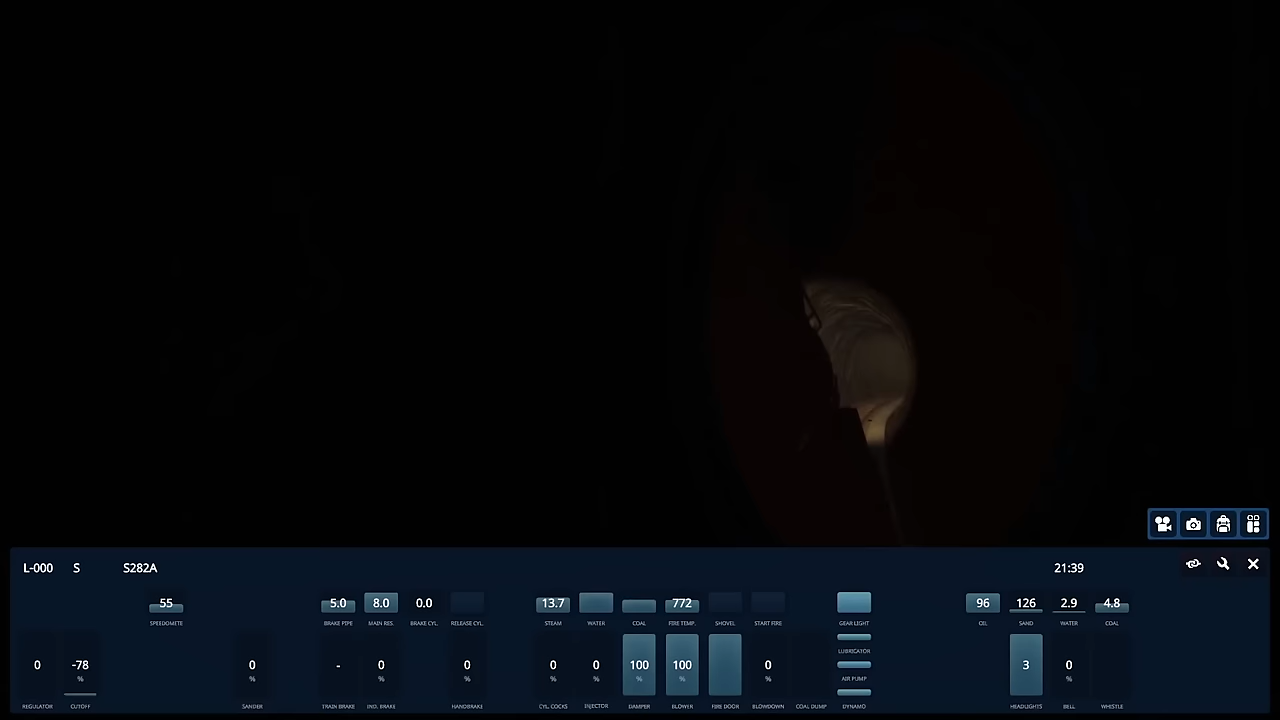 L-000 S S282A 21:39
55 5.0 8.0 0.0 13.7 772 96 126 2.9 4.8
SPEEDOMETE BRAKE PIPE MAIN RES. BRAKE CYL. RELEASE CYL. STEAM WATER COAL FIRE TEMP. SHOVEL START FIRE GEAR LIGHT OIL SAND WATER COAL
LUBRICATOR
0 -78 0 - 0 0 0 0 100 100 0 3 0
% % % % % % % % % %
AIR PUMP
REGULATOR CUTOFF SANDER TRAIN BRAKE IND. BRAKE HANDBRAKE CYL. COCKS INJECTOR DAMPER BLOWER FIRE DOOR BLOWDOWN COAL DUMP DYNAMO HEADLIGHTS BELL WHISTLE